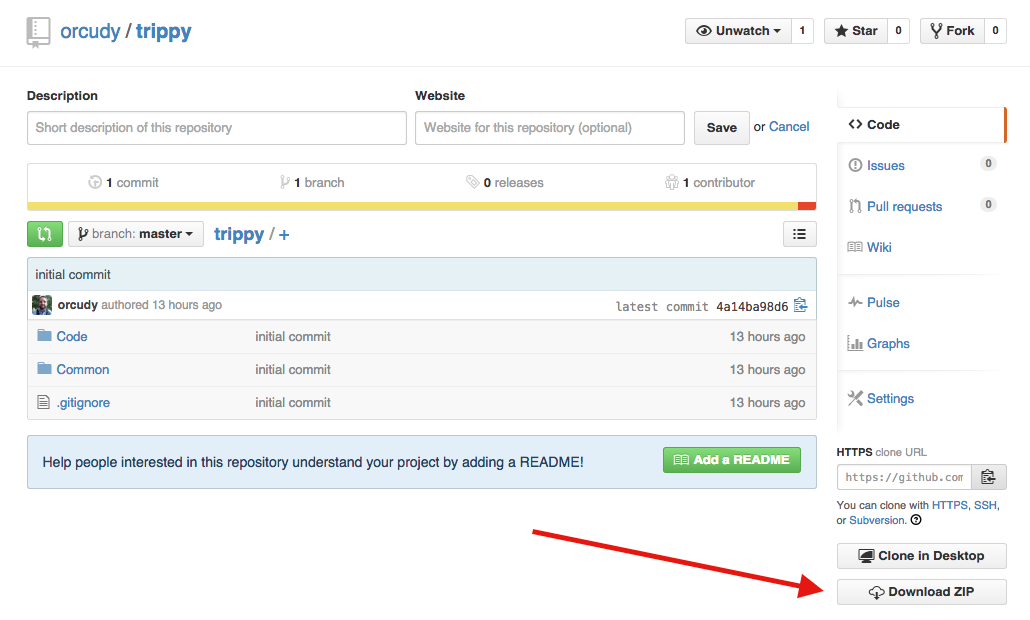 orcudy / trippy
Unwatch 1 Star 0 Fork 0
Description
Short description of this repository
Website
Website for this repository (optional)
Save or Cancel
1 commit 1 branch 0 releases 1 contributor
branch: master trippy / +
initial commit
orcudy authored 13 hours ago latest commit 4a14ba98d6
Code initial commit 13 hours ago
Common initial commit 13 hours ago
.gitignore initial commit 13 hours ago
Help people interested in this repository understand your project by adding a README! Add a README
Code
Issues 0
Pull requests 0
Wiki
Pulse
Graphs
Settings
HTTPS clone URL
https://github.com
You can clone with HTTPS, SSH,
or Subversion.
Clone in Desktop
Download ZIP